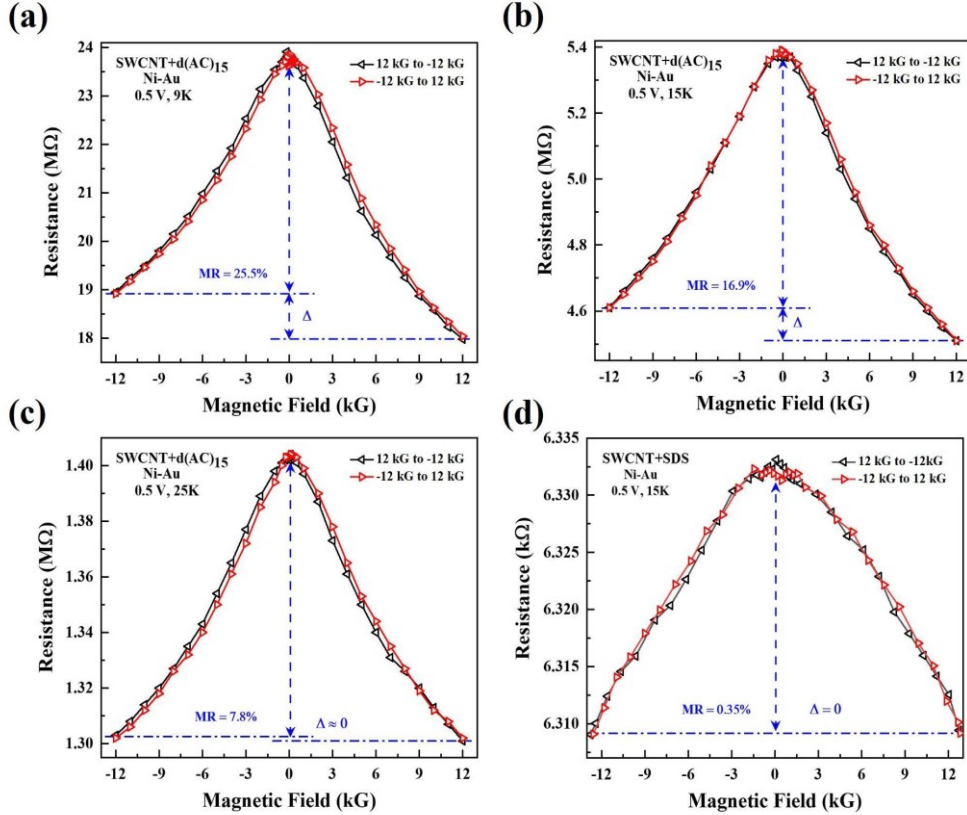 (a)
SWCNT+d(AC)15
Ni-Au
0.5 V, 9K
12 kG to -12 kG
-12 kG to 12 kG
MR = 25.5%
Δ
Resistance (MΩ)
24
23
22
21
20
19
18
-12 -9 -6 -3 0 3 6 9 12
Magnetic Field (kG)
(b)
SWCNT+d(AC)15
Ni-Au
0.5 V, 15K
12 kG to -12 kG
-12 kG to 12 kG
MR = 16.9%
Δ
Resistance (MΩ)
5.4
5.2
5.0
4.8
4.6
-12 -9 -6 -3 0 3 6 9 12
Magnetic Field (kG)
(c)
SWCNT+d(AC)15
Ni-Au
0.5 V, 25K
12 kG to -12 kG
-12 kG to 12 kG
MR = 7.8%
Δ ≈ 0
Resistance (MΩ)
1.40
1.38
1.36
1.34
1.32
1.30
-12 -9 -6 -3 0 3 6 9 12
Magnetic Field (kG)
(d)
SWCNT+SDS
Ni-Au
0.5 V, 15K
12 kG to -12kG
-12 kG to 12 kG
MR = 0.35%
Δ = 0
Resistance (kΩ)
6.335
6.330
6.325
6.320
6.315
6.310
-12 -9 -6 -3 0 3 6 9 12
Magnetic Field (kG)